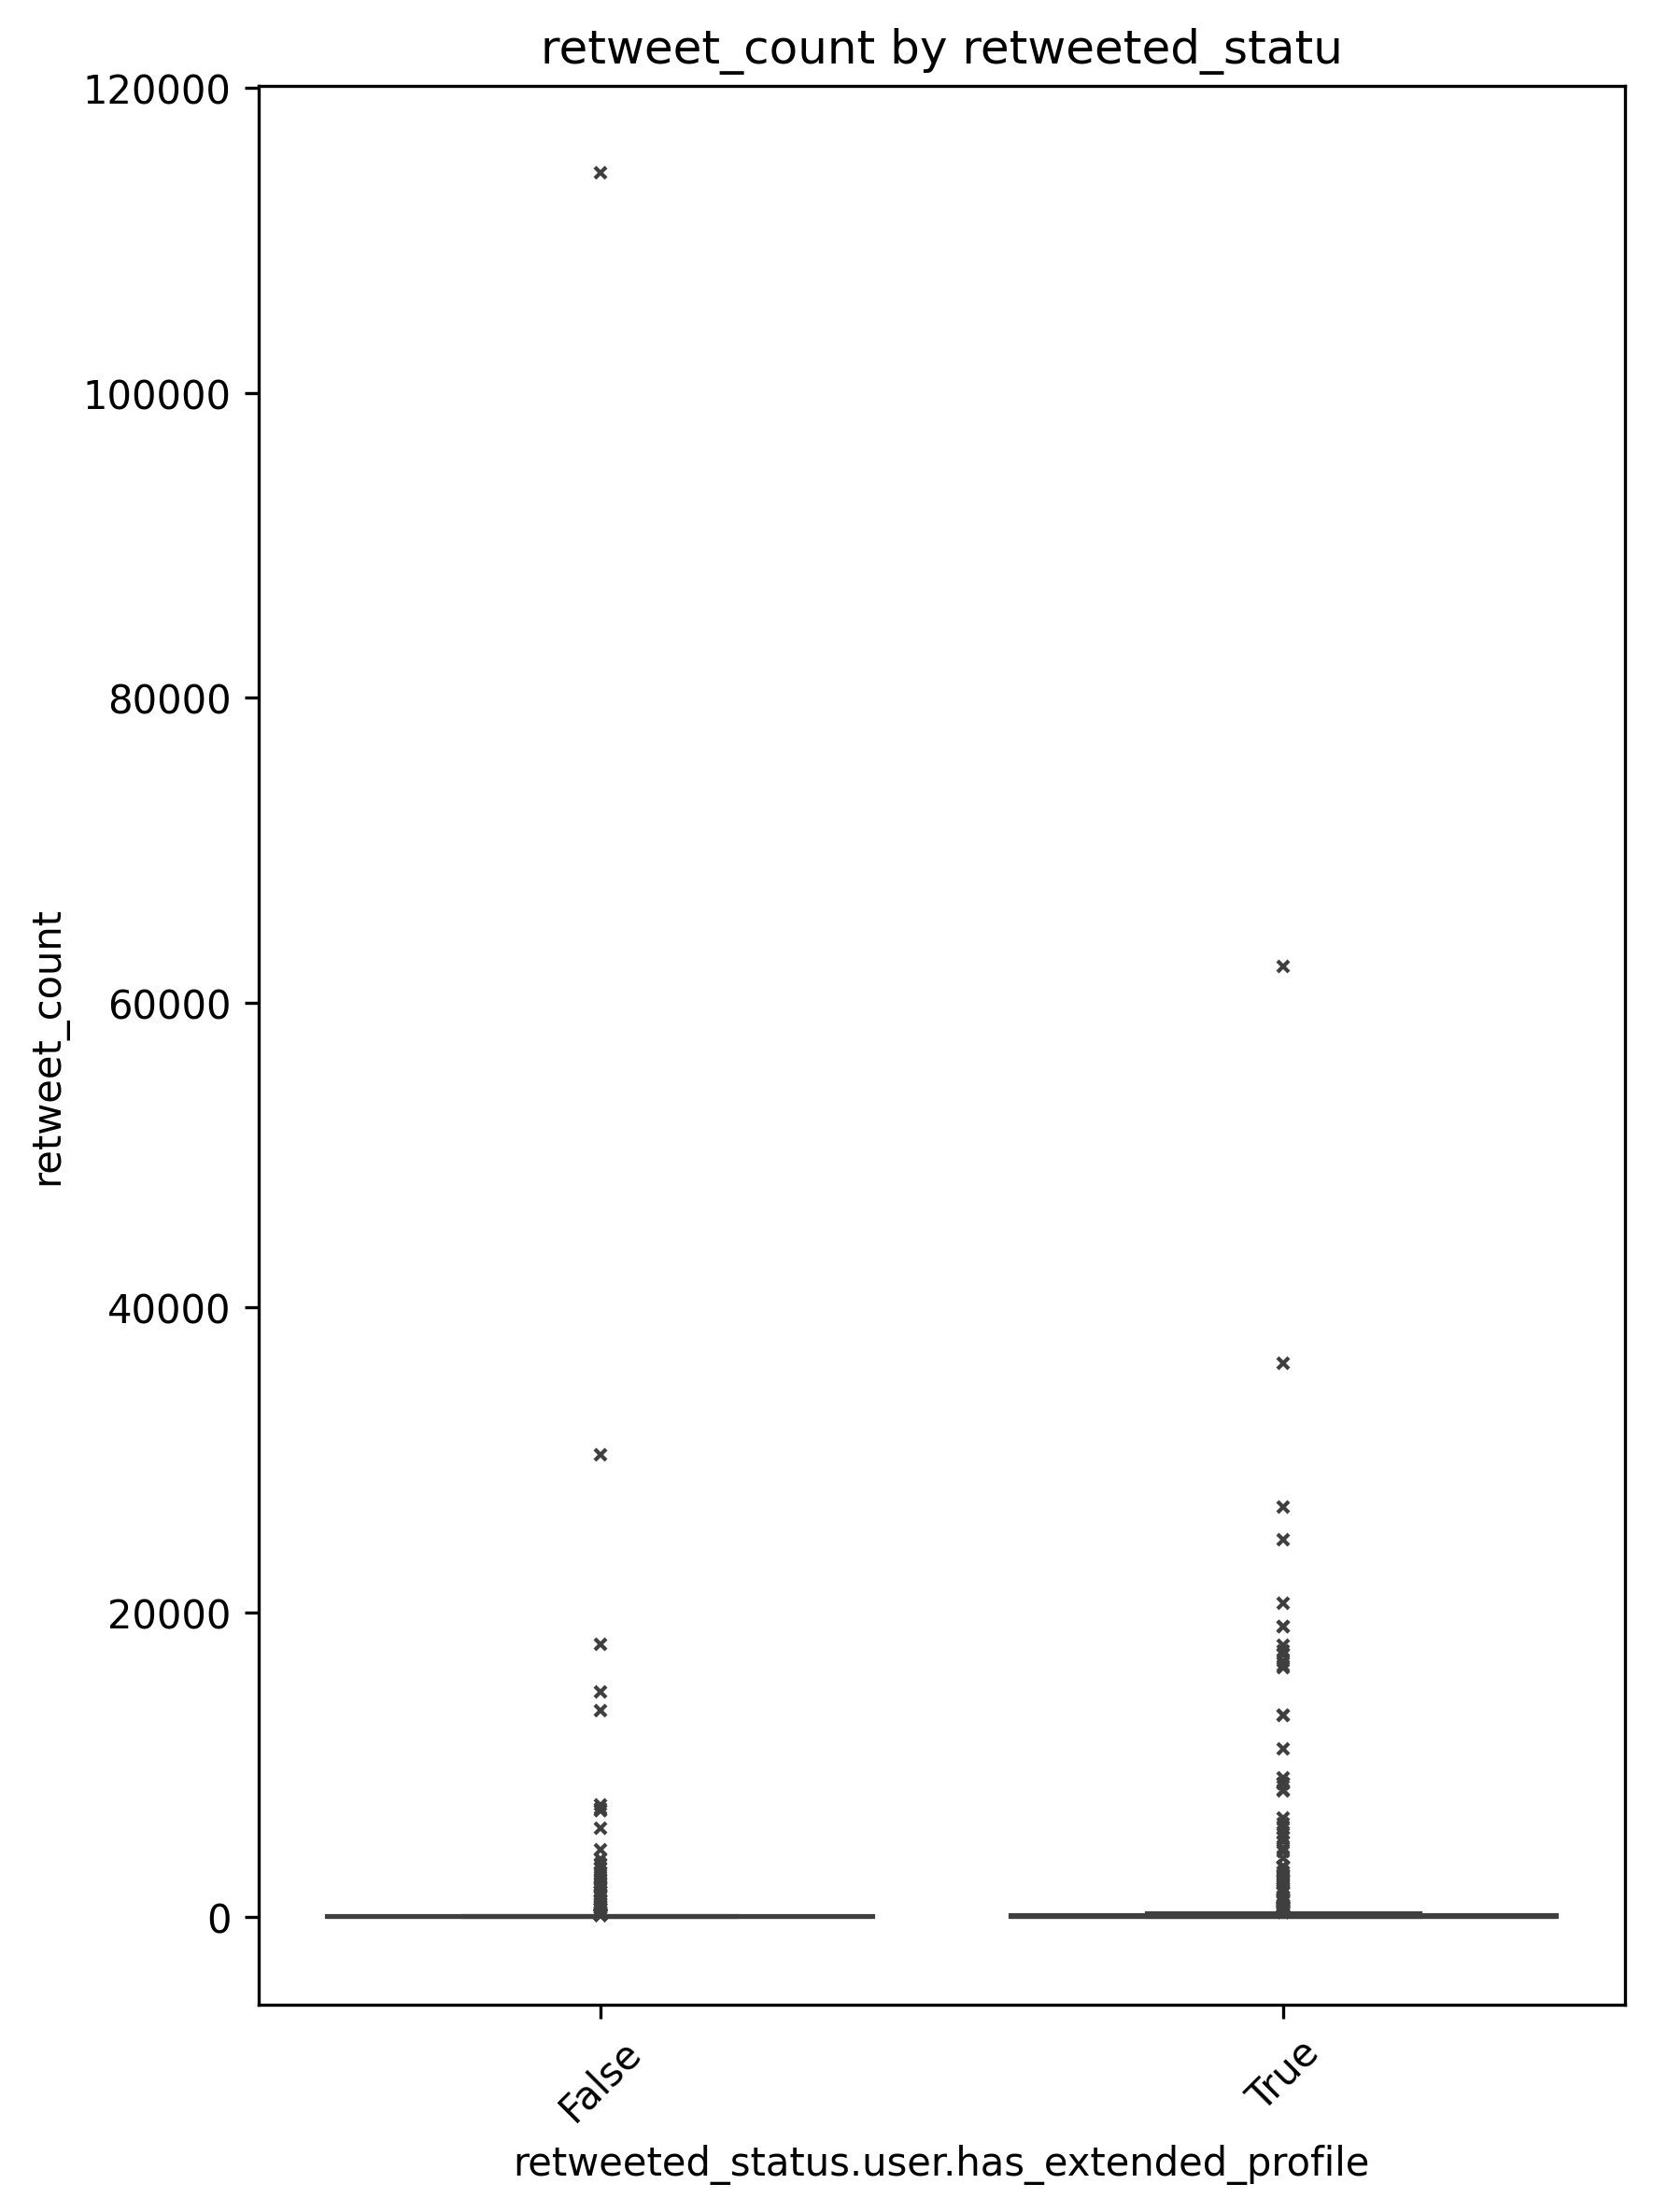 retweet_count by retweeted_statu
120000
100000
80000
60000
40000
20000
0
retweet_count
False
True
retweeted_status.user.has_extended_profile